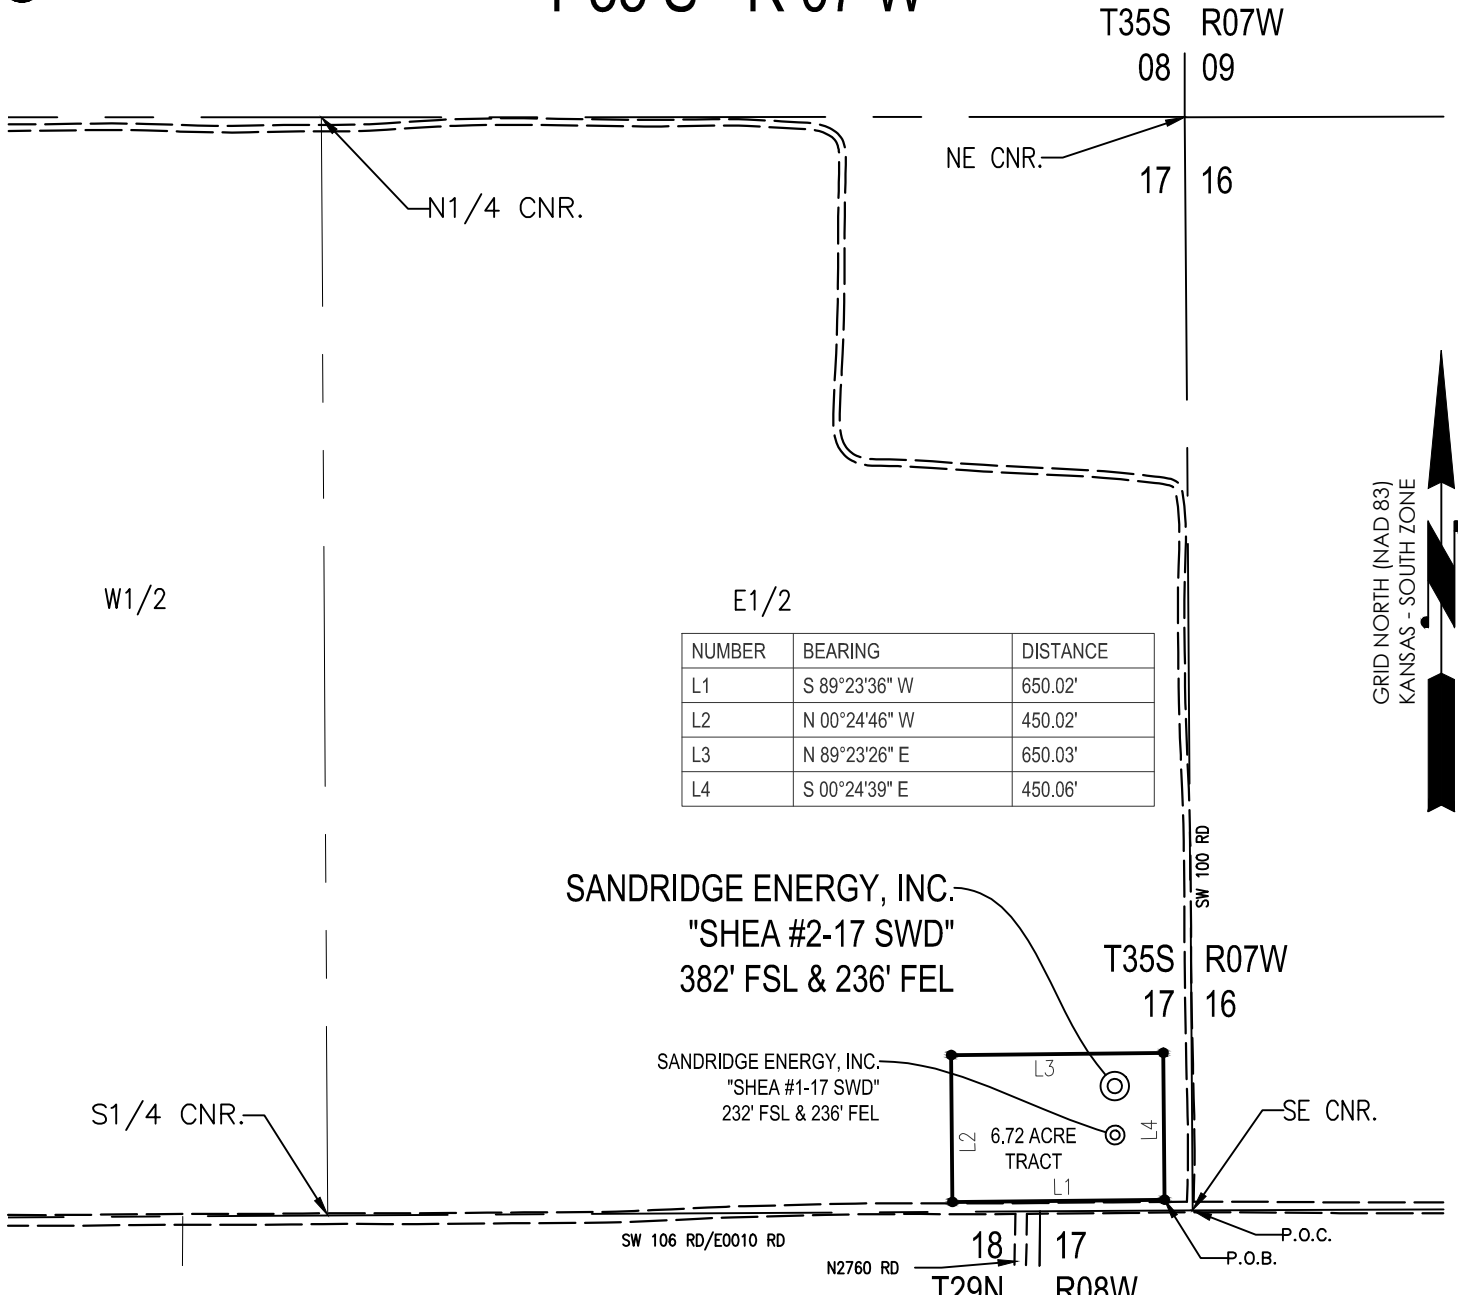 T35S R07W
08 09
NE CNR.
17 16
N1/4 CNR.
GRID NORTH (NAD 83)
KANSAS - SOUTH ZONE
W1/2
E1/2
NUMBER BEARING DISTANCE
L1 S 89°23'36" W 650.02'
L2 N 00°24'46" W 450.02'
L3 N 89°23'26" E 650.03'
L4 S 00°24'39" E 450.06'
SW 100 RD
SANDRIDGE ENERGY, INC.
"SHEA #2-17 SWD"
382' FSL & 236' FEL
T35S R07W
17 16
SANDRIDGE ENERGY, INC.
"SHEA #1-17 SWD"
232' FSL & 236' FEL
L3
L2
L4
6.72 ACRE
TRACT
L1
S1/4 CNR.
SE CNR.
SW 106 RD/E0010 RD
N2760 RD
18 17
T29N R08W
P.O.C.
P.O.B.